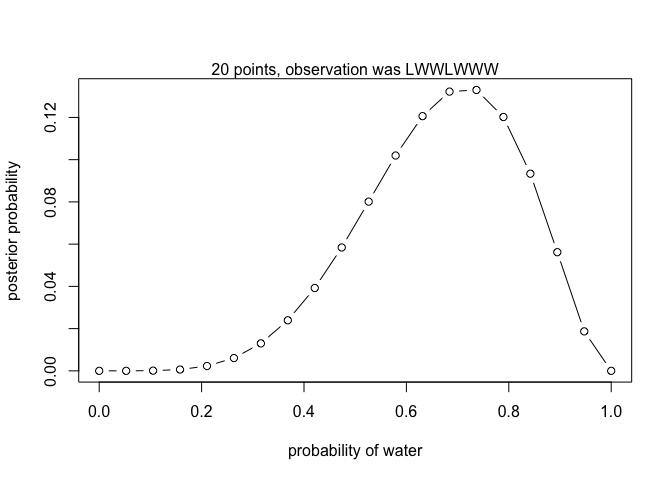 20 points, observation was LWWLWWW
posterior probability
0.12
0.08
0.04
0.00
0.0 0.2 0.4 0.6 0.8 1.0
probability of water